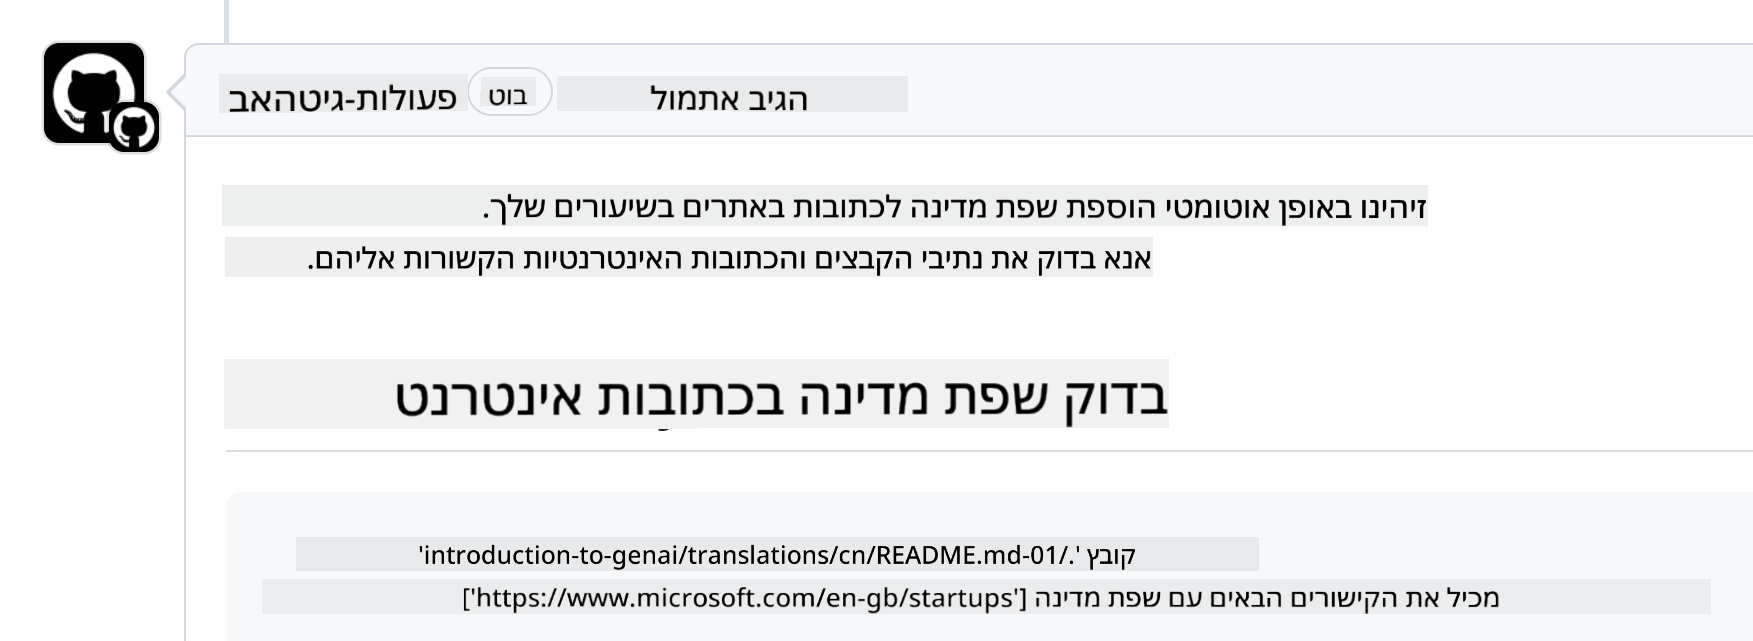 פעולות-גיטהאב בוט הגיב אתמול
זיהינו באופן אוטומטי הוספת שפת מדינה לכתובות באתרים בשיעורים שלך.
אנא בדוק את נתיבי הקבצים והכתובות האינטרנטיות הקשורות אליהם.
בדוק שפת מדינה בכתובות אינטרנט
קובץ '.introduction-to-genai/translations/cn/README.md-01/'
מכיל את הקישורים הבאים עם שפת מדינה ['https://www.microsoft.com/en-gb/startups']